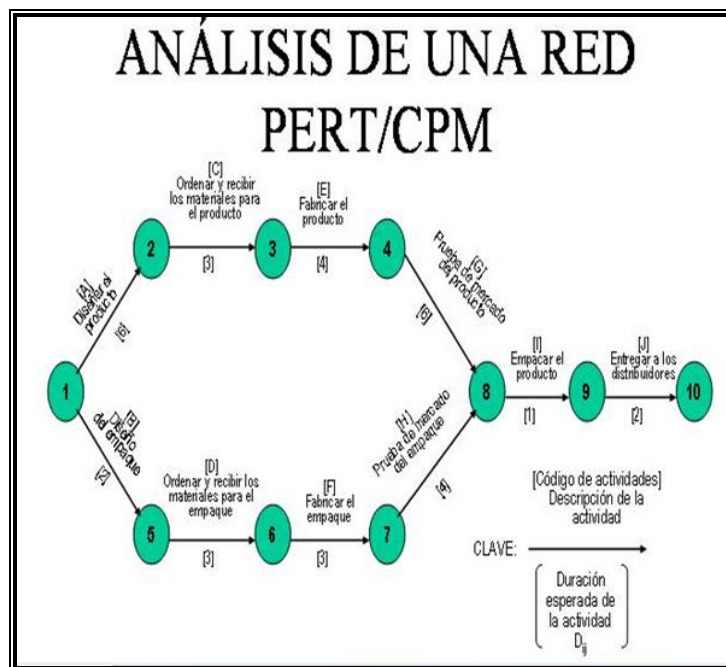 ANÁLISIS DE UNA RED
PERT/CPM
[C]
Ordenar y recibir
los materiales para
el producto
[3]
[E]
Fabricar el
producto
[4]
[A]
Diseñar el
producto
[6]
[G]
Prueba de mercado
del producto
[6]
2
3
4
1
8
9
10
[I]
Empacar el
producto
[1]
[J]
Entregar a los
distribuidores
[2]
[B]
Diseño
del empaque
[2]
[D]
Ordenar y recibir los
materiales para el
empaque
[3]
[F]
Fabricar el
empaque
[3]
[H]
Prueba de mercado
del empaque
[4]
5
6
7
[Código de actividades]
Descripción de la
actividad
CLAVE:
Duración
esperada de
la actividad
Dij